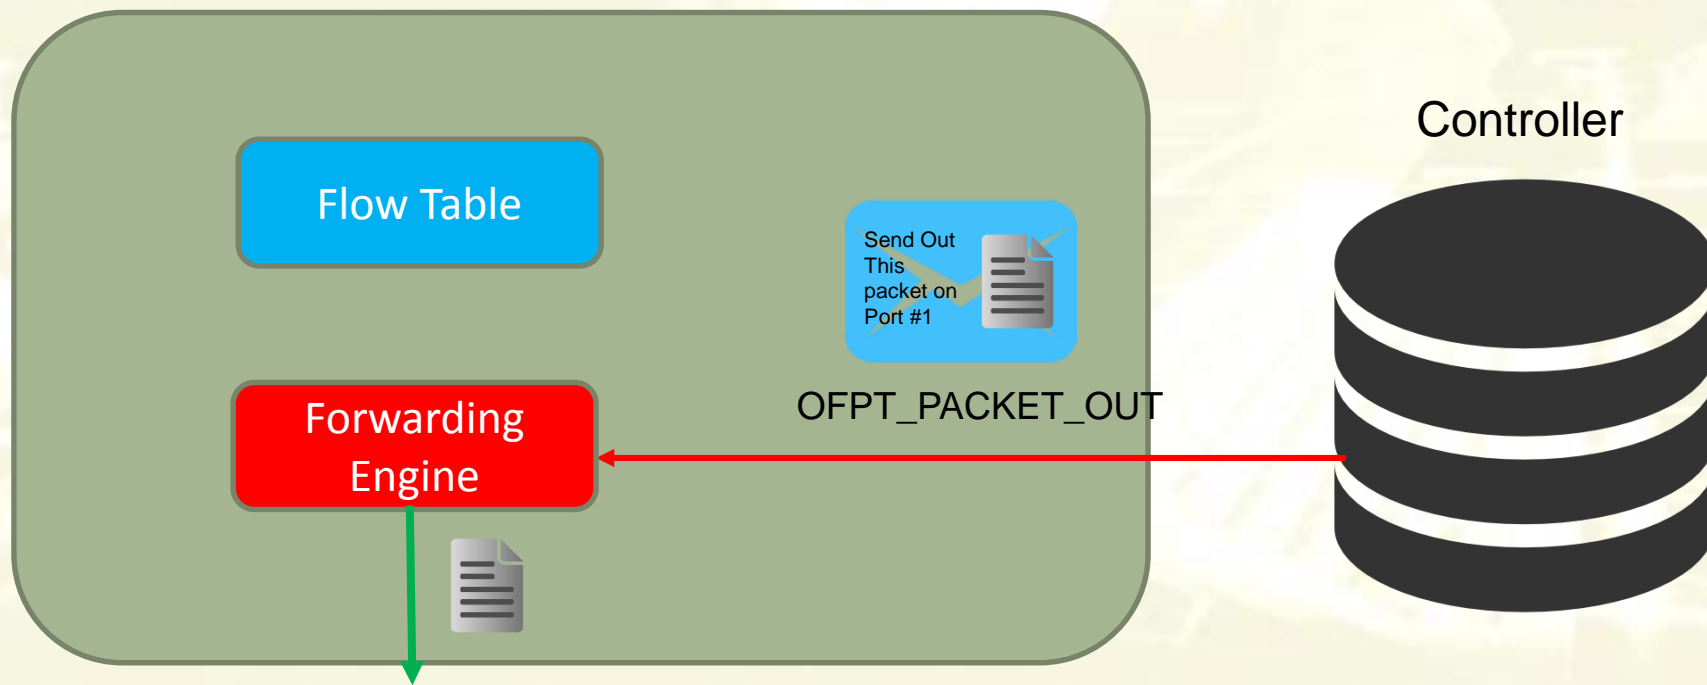 Controller
Flow Table
Send Out
This
packet on
Port #1
OFPT_PACKET_OUT
Forwarding
Engine